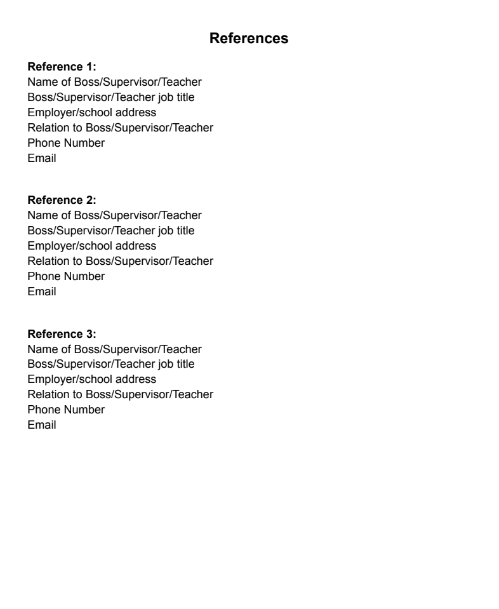 References
Reference 1:
Name of Boss/Supervisor/Teacher
Boss/Supervisor/Teacher job title
Employer/school address
Relation to Boss/Supervisor/Teacher
Phone Number
Email
Reference 2:
Name of Boss/Supervisor/Teacher
Boss/Supervisor/Teacher job title
Employer/school address
Relation to Boss/Supervisor/Teacher
Phone Number
Email
Reference 3:
Name of Boss/Supervisor/Teacher
Boss/Supervisor/Teacher job title
Employer/school address
Relation to Boss/Supervisor/Teacher
Phone Number
Email